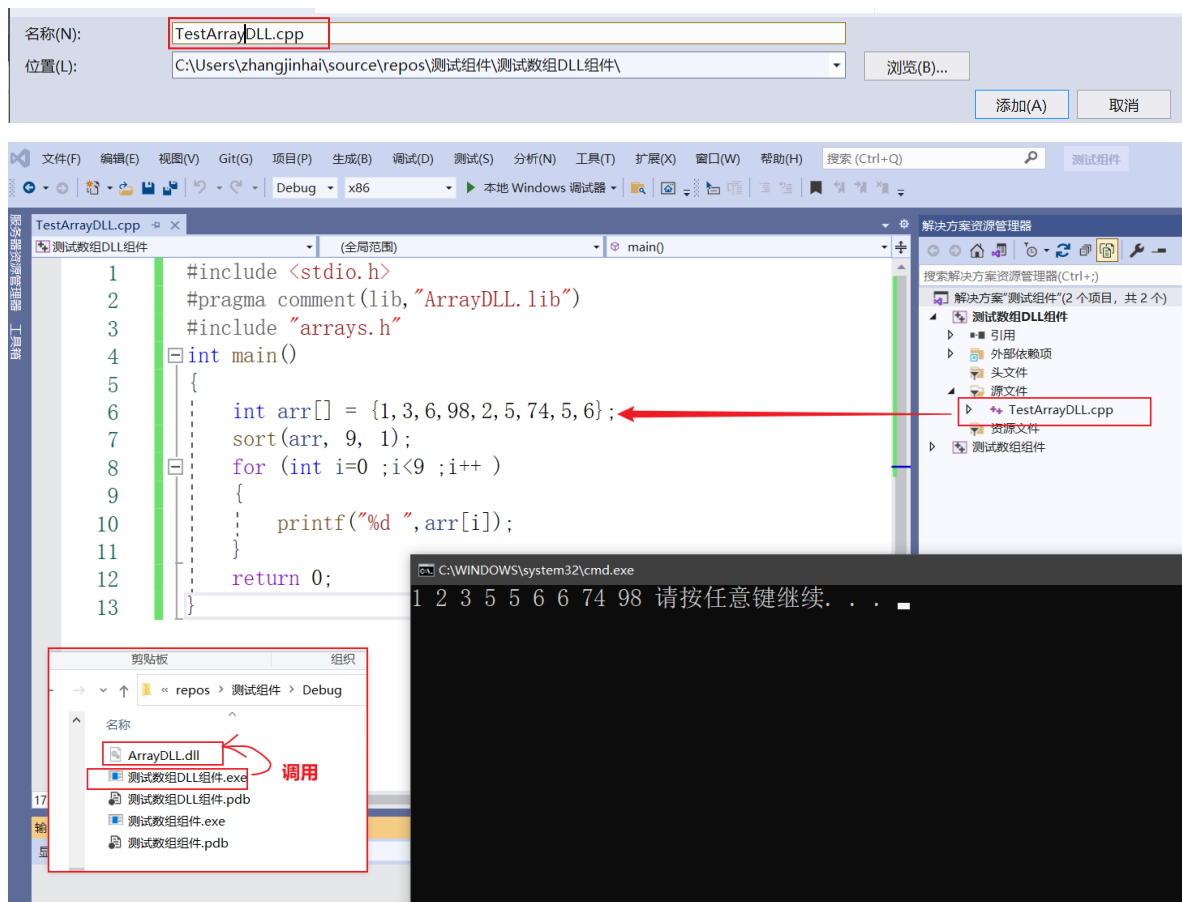 名称(N):
TestArrayDLL.cpp
位置(L):
C:\Users\zhangjinhai\source\repos\测试组件\测试数组DLL组件\
浏览(B)...
添加(A)
取消
文件(F) 编辑(E) 视图(V) Git(G) 项目(P) 生成(B) 调试(D) 测试(S) 分析(N) 工具(T) 扩展(X) 窗口(W) 帮助(H) 搜索 (Ctrl+Q) 测试组件
Debug x86 本地 Windows 调试器
服务器资源管理器
工具箱
TestArrayDLL.cpp
测试数组DLL组件 (全局范围) main()
1 #include <stdio.h>
2 #pragma comment(lib,"ArrayDLL.lib")
3 #include "arrays.h"
4 int main()
5 {
6 int arr[] = {1,3,6,98,2,5,74,5,6};
7 sort(arr, 9, 1);
8 for (int i=0 ;i<9 ;i++ )
9 {
10 printf("%d ",arr[i]);
11 }
12 return 0;
13 }
解决方案资源管理器
搜索解决方案资源管理器(Ctrl+;)
解决方案"测试组件"(2 个项目，共 2 个)
测试数组DLL组件
引用
外部依赖项
头文件
源文件
TestArrayDLL.cpp
资源文件
测试数组组件
C:\WINDOWS\system32\cmd.exe
1 2 3 5 5 6 6 74 98 请按任意键继续. . .
剪贴板 组织
« repos › 测试组件 › Debug
名称
ArrayDLL.dll
测试数组DLL组件.exe
调用
测试数组DLL组件.pdb
测试数组组件.exe
测试数组组件.pdb
17